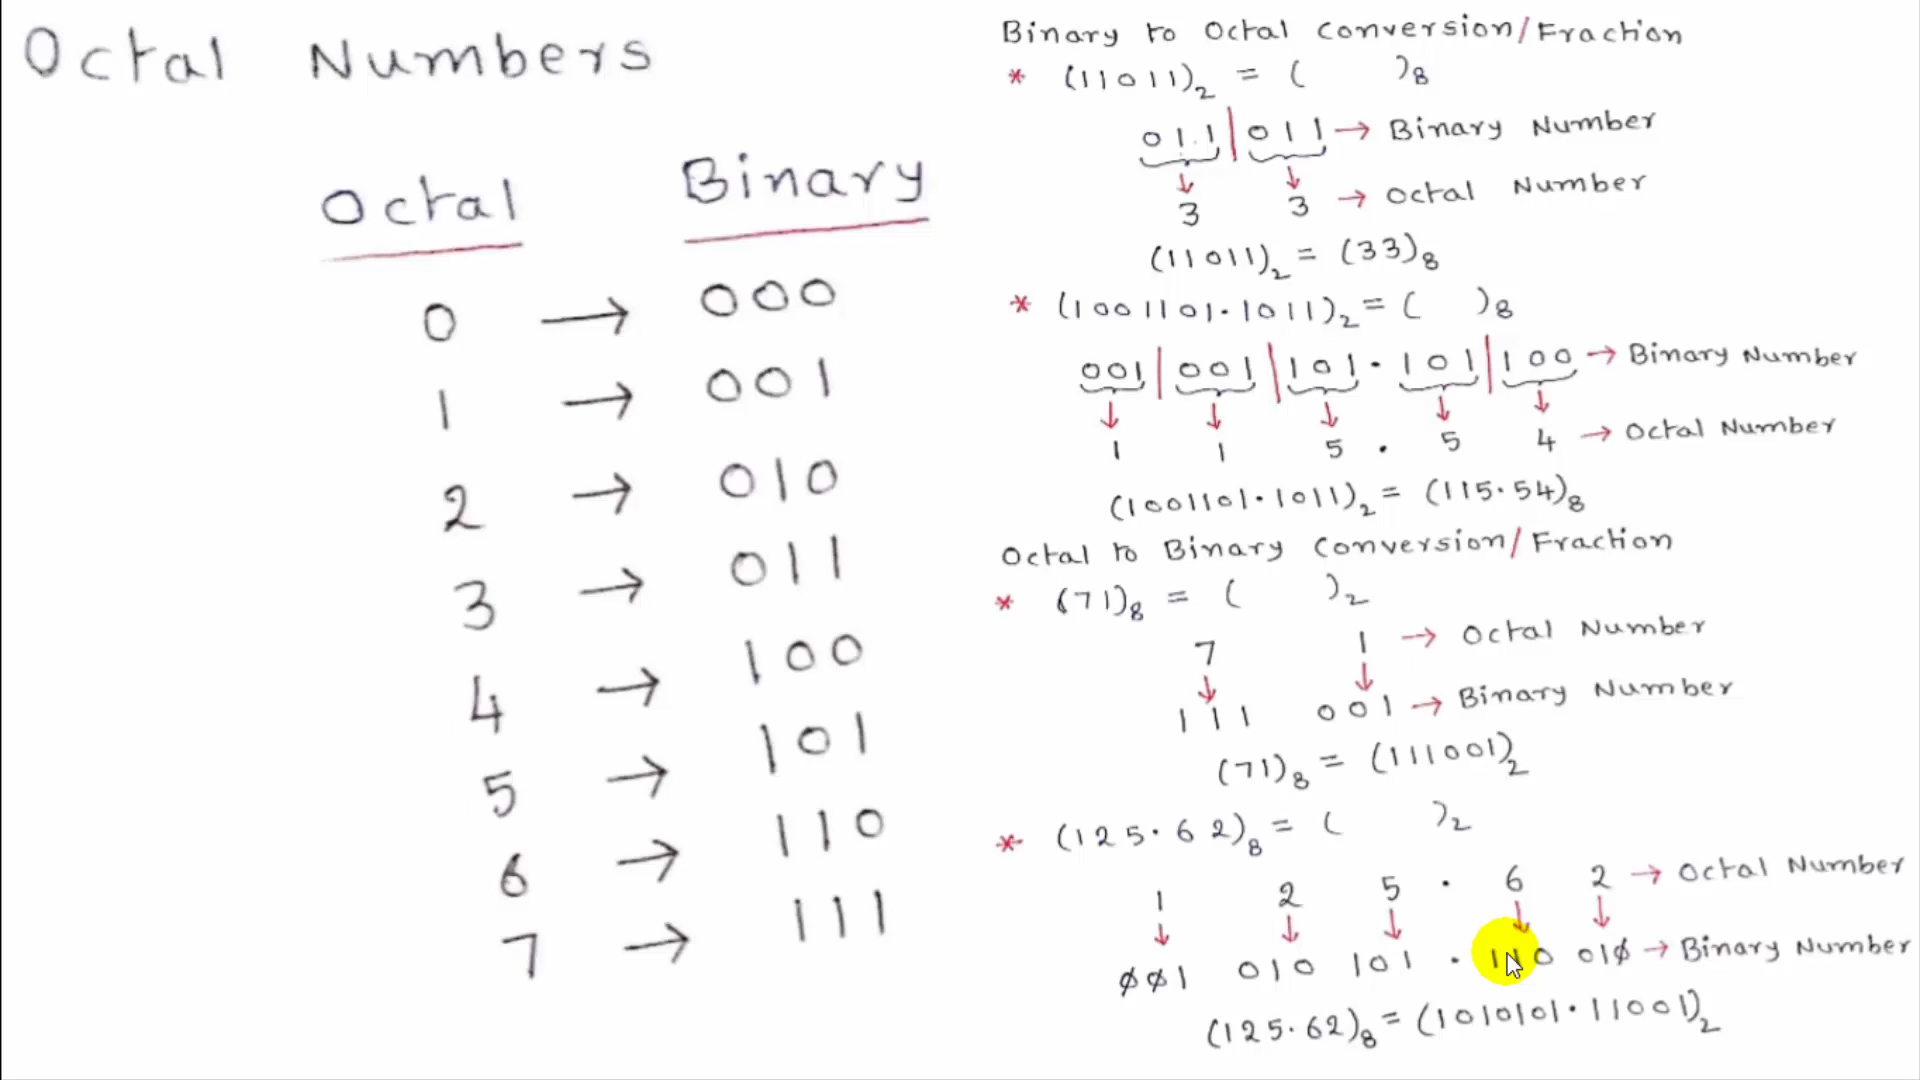 Octal Numbers
Octal Binary
0 → 000
1 → 001
2 → 010
3 → 011
4 → 100
5 → 101
6 → 110
7 → 111
Binary to Octal Conversion/Fraction
* (11011)₂ = ( )₈
011|011 → Binary Number
3 3 → Octal Number
(11011)₂ = (33)₈
* (1001101.1011)₂ = ( )₈
001|001|101.101|100 → Binary Number
1 1 5 . 5 4 → Octal Number
(1001101.1011)₂ = (115.54)₈
Octal to Binary Conversion/Fraction
* (71)₈ = ( )₂
7 1 → Octal Number
111 001 → Binary Number
(71)₈ = (111001)₂
* (125.62)₈ = ( )₂
1 2 5 . 6 2 → Octal Number
001 010 101 . 110 010 → Binary Number
(125.62)₈ = (1010101.11001)₂